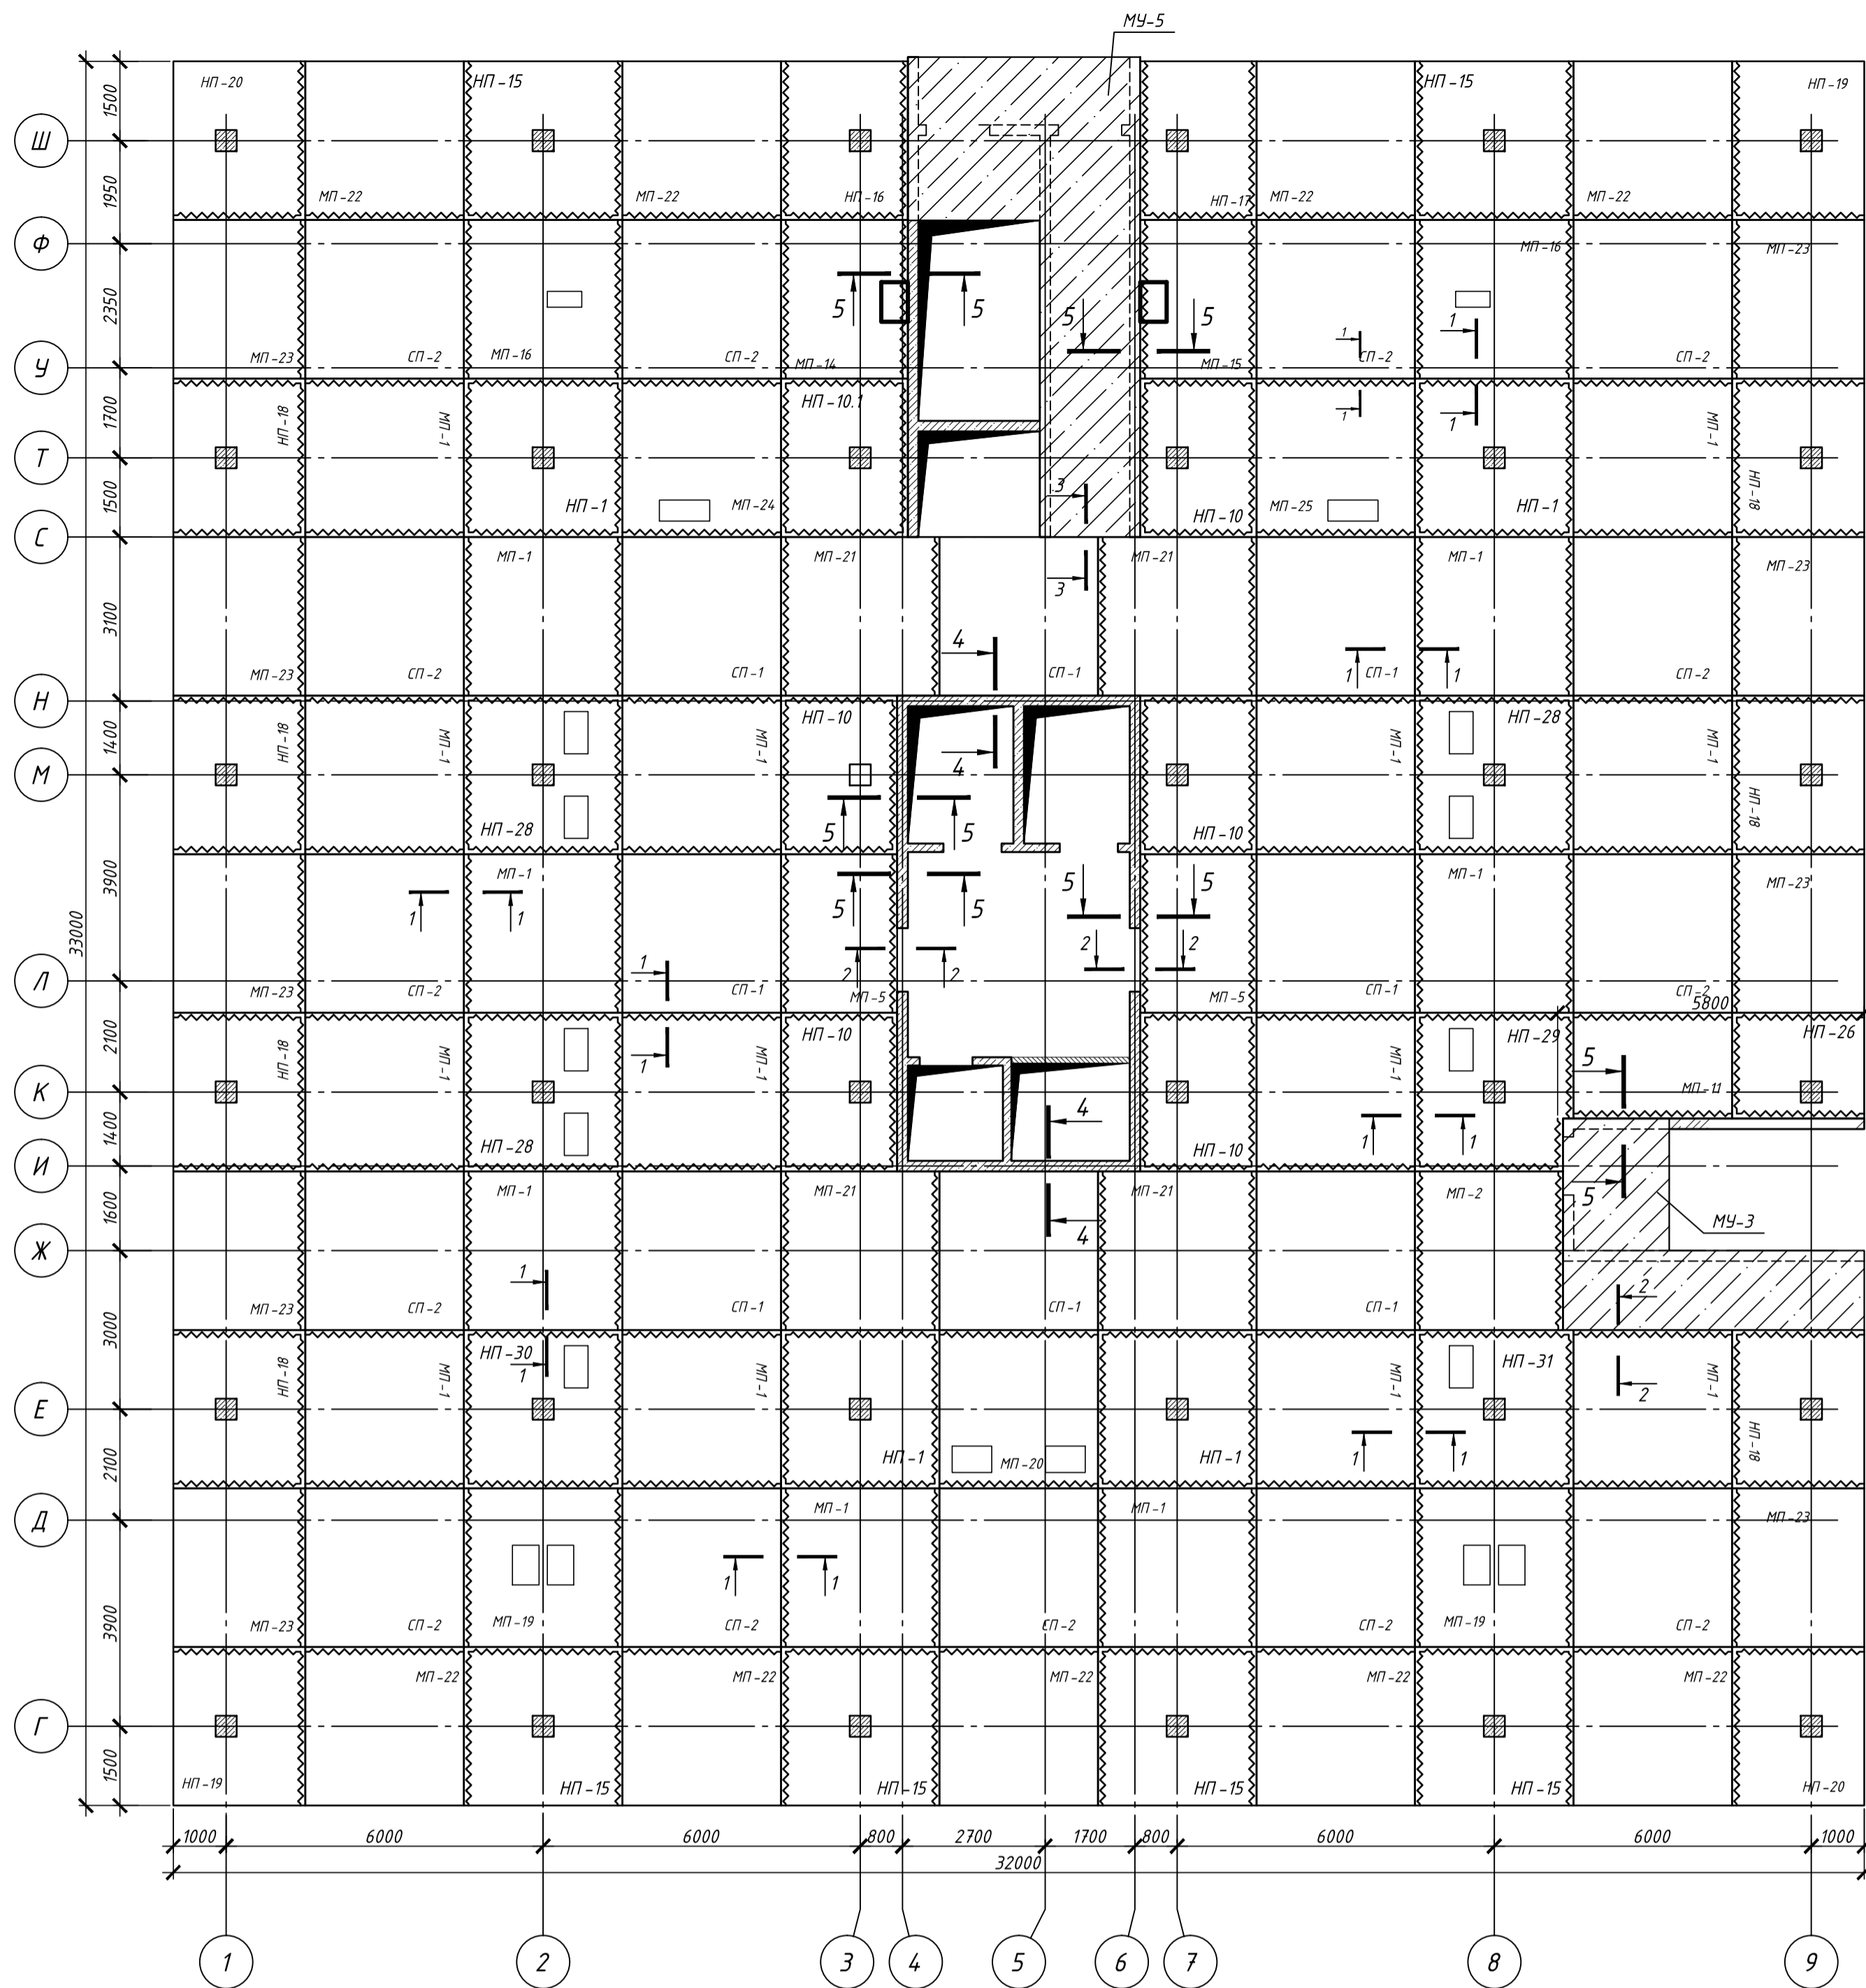 МУ-5
НП-20
НП-15
НП-15
НП-19
1500
Ш
1950
МП-22
МП-22
НП-16
НП-17
МП-22
МП-22
Ф
МП-16
МП-23
2350
5
5
5
5
1
1
МП-23
СП-2
МП-16
СП-2
МП-14
МП-15
СП-2
СП-2
У
1700
НП-18
МП-1
НП-10.1
1
1
МП-1
Т
1500
НП-1
МП-24
3
НП-10
МП-25
НП-1
НП-18
С
МП-1
МП-21
МП-21
МП-1
МП-23
3
3100
4
МП-23
СП-2
СП-1
СП-1
1
СП-1
1
СП-2
Н
НП-18
МП-1
МП-1
НП-10
МП-1
НП-28
МП-1
1400
4
М
НП-28
5
5
НП-10
НП-18
3900
МП-1
МП-1
МП-23
5
5
1
1
5
5
33000
2
2
Л
1
2
2
МП-23
СП-2
СП-1
МП-5
МП-5
СП-1
СП-2
5800
2100
НП-18
МП-1
МП-1
НП-10
МП-1
НП-29
НП-26
1
5
К
МП-11
4
1400
НП-28
НП-10
1
1
И
МП-1
МП-21
МП-21
МП-2
5
1600
4
МУ-3
Ж
1
2
МП-23
СП-2
СП-1
СП-1
СП-1
3000
НП-18
МП-1
НП-30
1
МП-1
МП-1
НП-31
МП-1
2
Е
НП-1
МП-20
НП-1
1
1
НП-18
2100
МП-1
МП-1
МП-23
Д
1
1
3900
МП-23
СП-2
МП-19
СП-2
СП-2
СП-2
МП-19
СП-2
МП-22
МП-22
МП-22
МП-22
МП-22
Г
1500
НП-19
НП-15
НП-15
НП-15
НП-15
НП-20
1000
6000
6000
800
2700
1700
800
6000
6000
1000
32000
1
2
3
4
5
6
7
8
9